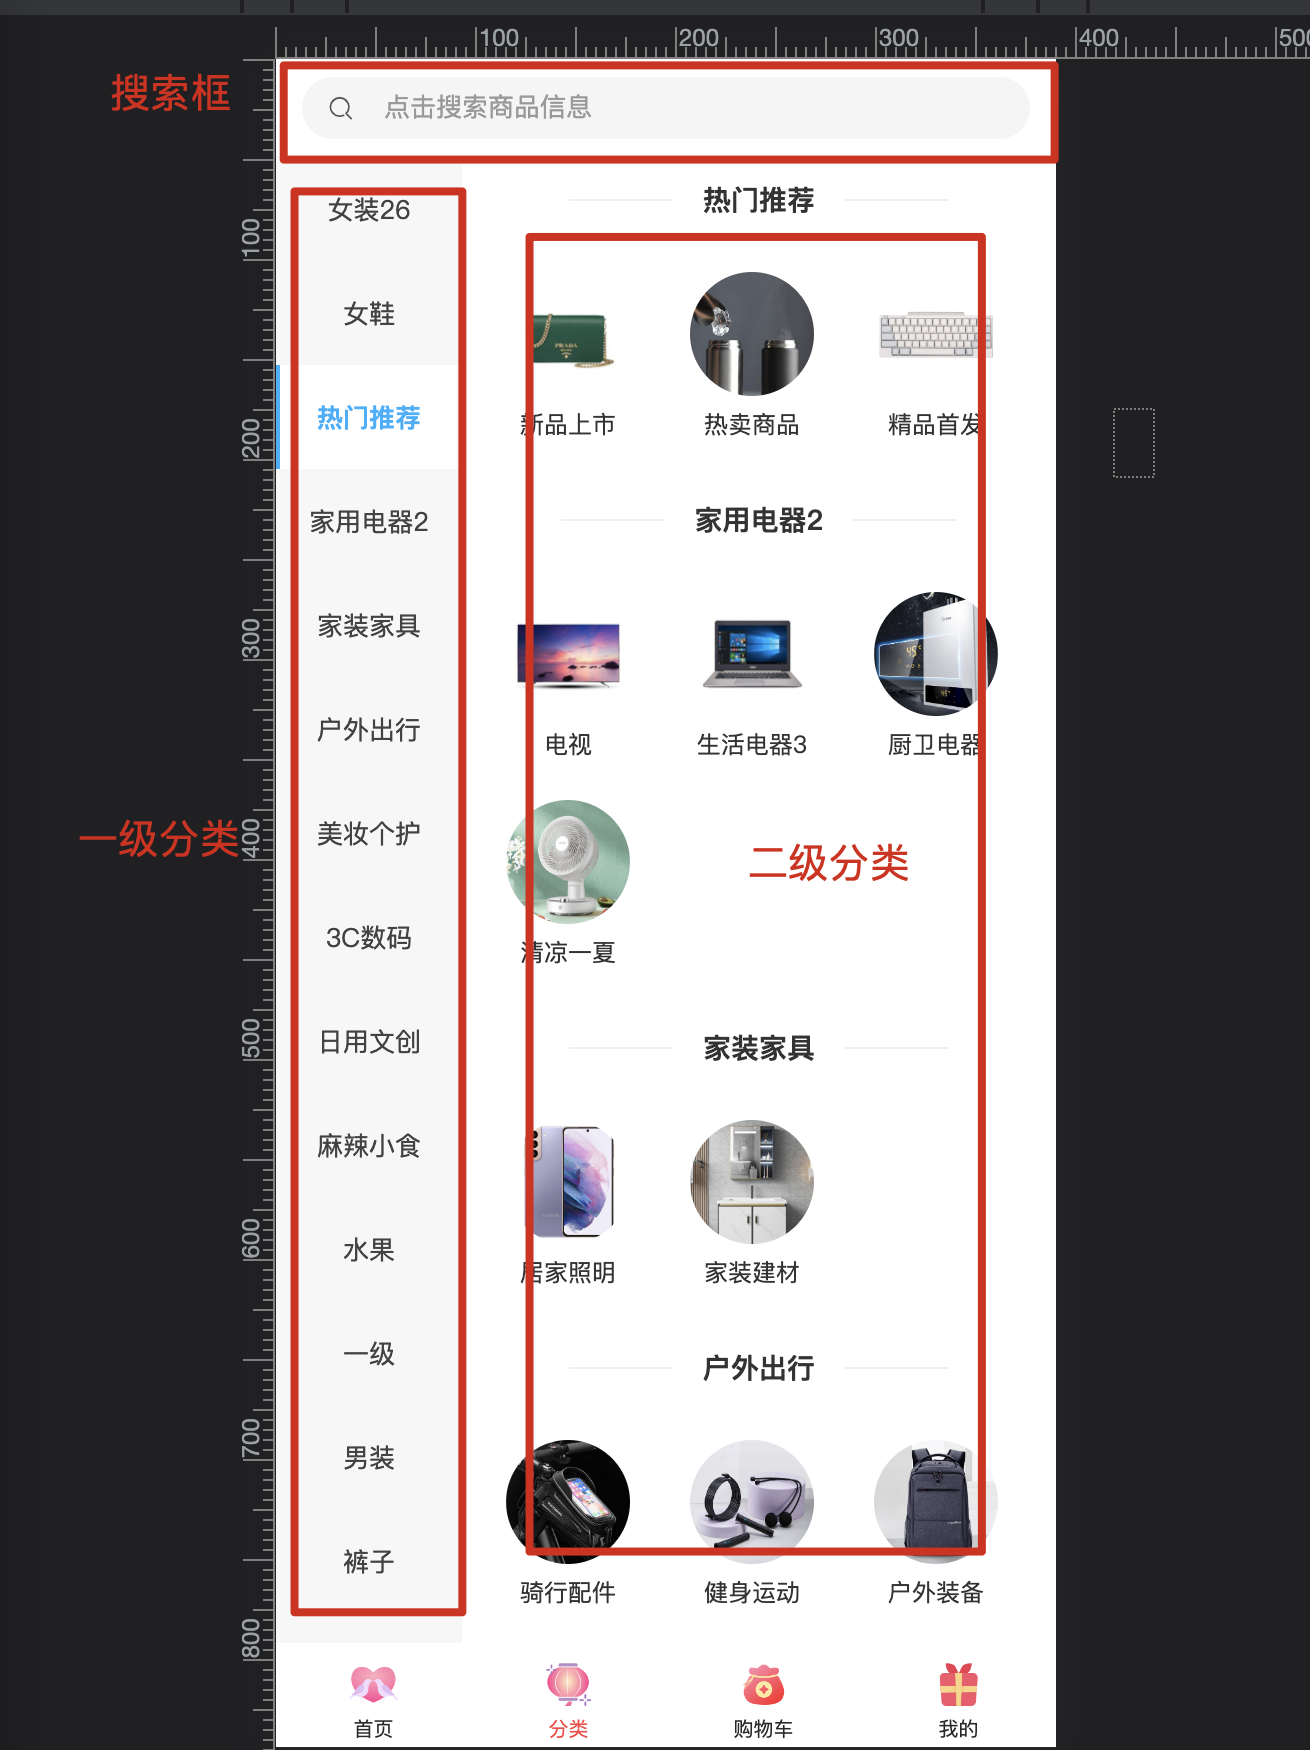 100 200 300 400 500
搜索框
点击搜索商品信息
女装26
女鞋
热门推荐
家用电器2
家装家具
户外出行
美妆个护
3C数码
日用文创
麻辣小食
水果
一级
男装
裤子
一级分类
100
200
300
400
500
600
700
800
热门推荐
PRADA
新品上市
热卖商品
精品首发
家用电器2
电视
生活电器3
厨卫电器
清凉一夏
二级分类
家装家具
居家照明
家装建材
户外出行
骑行配件
健身运动
户外装备
首页
分类
购物车
我的